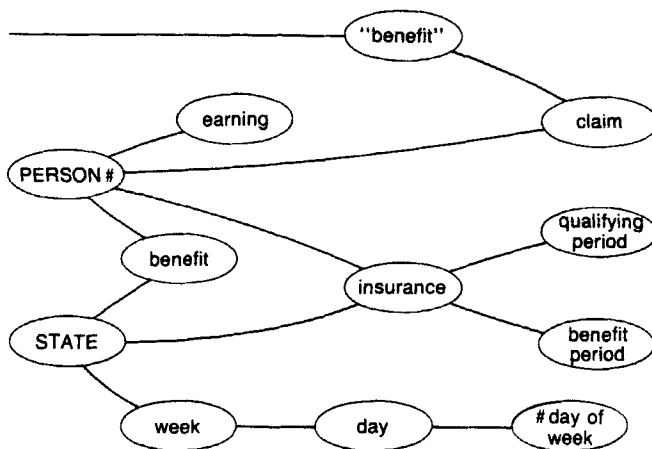 "benefit"
earning
claim
PERSON #
qualifying
period
benefit
insurance
STATE
benefit
period
week
day
# day of
week